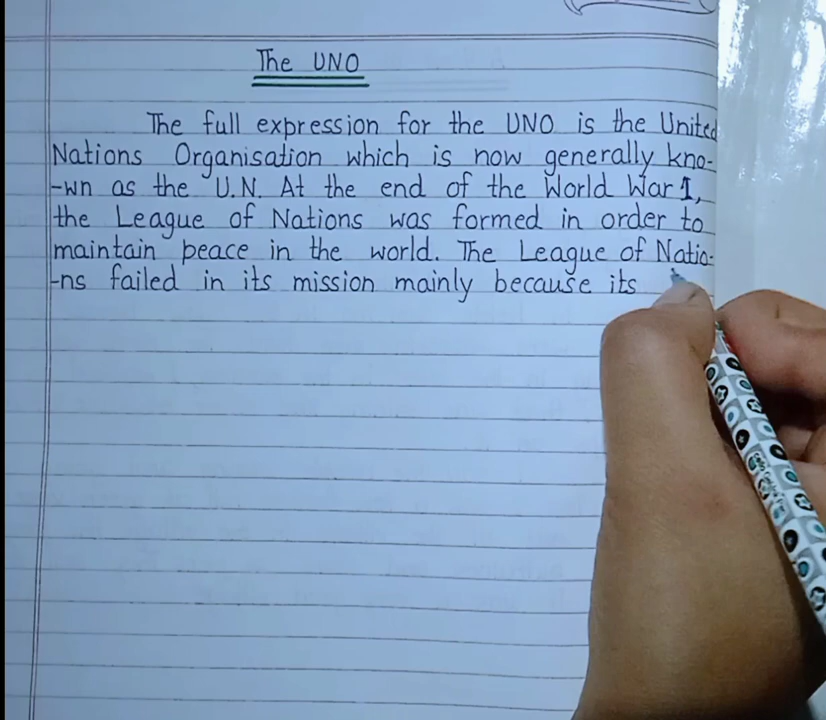 The UNO
The full expression for the UNO is the United
Nations Organisation which is now generally kno-
-wn as the U.N. At the end of the World War I,
the League of Nations was formed in order to
maintain peace in the world. The League of Natio-
-ns failed in its mission mainly because its